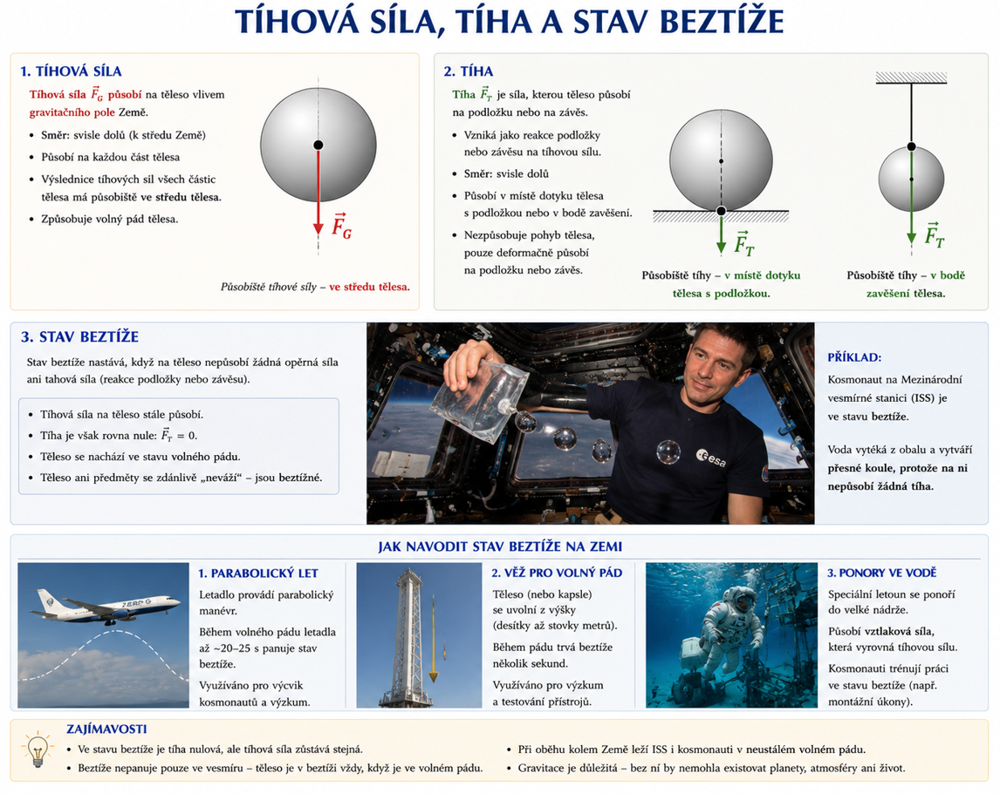 TÍHOVÁ SÍLA, TÍHA A STAV BEZTÍŽE
1. TÍHOVÁ SÍLA
Tíhová síla F⃗_G působí na těleso vlivem
gravitačního pole Země.
• Směr: svisle dolů (k středu Země)
• Působí na každou část tělesa
• Výslednice tíhových sil všech částic
tělesa má působiště ve středu tělesa.
• Způsobuje volný pád tělesa.
F⃗_G
Působiště tíhové síly – ve středu tělesa.
2. TÍHA
Tíha F⃗_T je síla, kterou těleso působí
na podložku nebo na závěs.
• Vzniká jako reakce podložky
nebo závěsu na tíhovou sílu.
• Směr: svisle dolů
• Působí v místě dotyku tělesa
s podložkou nebo v bodě zavěšení.
• Nezpůsobuje pohyb tělesa,
pouze deformačně působí
na podložku nebo závěs.
F⃗_T
Působíště tíhy – v místě dotyku
tělesa s podložkou.
F⃗_T
Působíště tíhy – v bodě
zavěšení tělesa.
3. STAV BEZTÍŽE
Stav beztíže nastává, když na těleso nepůsobí žádná opěrná síla
ani tahová síla (reakce podložky nebo závěsu).
• Tíhová síla na těleso stále působí.
• Tíha je však rovna nule: F⃗_T = 0.
• Těleso se nachází ve stavu volného pádu.
• Těleso ani předměty se zdánlivě „neváží“ – jsou beztížné.
esa
PŘÍKLAD:
Kosmonaut na Mezinárodní
vesmírné stanici (ISS) je
ve stavu beztíže.
Voda vytéká z obalu a vytváří
přesné koule, protože na ni
nepůsobí žádná tíha.
JAK NAVODIT STAV BEZTÍŽE NA ZEMI
ZERO G
1. PARABOLICKÝ LET
Letadlo provádí parabolický
manévr.
Během volného pádu letadla
až ~20–25 s panuje stav
beztíže.
Využíváno pro výcvik
kosmonautů a výzkum.
2. VĚŽ PRO VOLNÝ PÁD
Těleso (nebo kapsle)
se uvolní z výšky
(desítky až stovky metrů).
Během pádu trvá beztíže
několik sekund.
Využíváno pro výzkum
a testování přístrojů.
3. PONORY VE VODĚ
Speciální letoun se ponoří
do velké nádrže.
Působí vztlaková síla,
která vyrovná tíhovou sílu.
Kosmonauti trénují práci
ve stavu beztíže (např.
montážní úkony).
ZAJÍMAVOSTI
• Ve stavu beztíže je tíha nulová, ale tíhová síla zůstává stejná.
• Beztíže nepanuje pouze ve vesmíru – těleso je v beztíži vždy, když je ve volném pádu.
• Při oběhu kolem Země leží ISS i kosmonauti v neustálém volném pádu.
• Gravitace je důležitá – bez ní by nemohla existovat planety, atmosféry ani život.